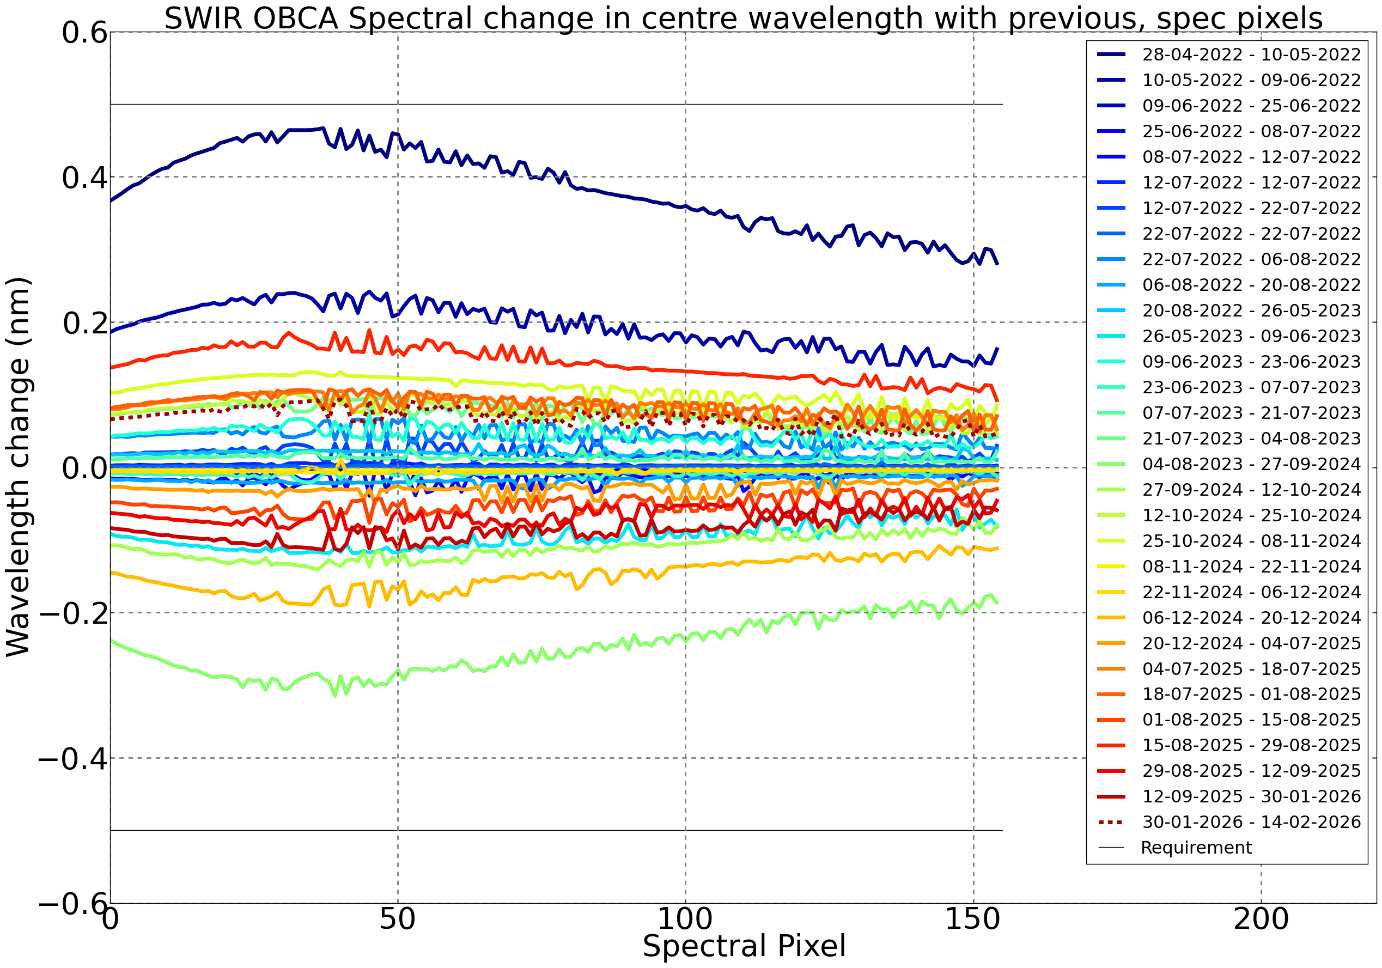 SWIR OBCA Spectral change in centre wavelength with previous, spec pixels
Wavelength change (nm)
0.6
0.4
0.2
0.0
−0.2
−0.4
−0.6
0
50
100
150
200
Spectral Pixel
28-04-2022 - 10-05-2022
10-05-2022 - 09-06-2022
09-06-2022 - 25-06-2022
25-06-2022 - 08-07-2022
08-07-2022 - 12-07-2022
12-07-2022 - 12-07-2022
12-07-2022 - 22-07-2022
22-07-2022 - 22-07-2022
22-07-2022 - 06-08-2022
06-08-2022 - 20-08-2022
20-08-2022 - 26-05-2023
26-05-2023 - 09-06-2023
09-06-2023 - 23-06-2023
23-06-2023 - 07-07-2023
07-07-2023 - 21-07-2023
21-07-2023 - 04-08-2023
04-08-2023 - 27-09-2024
27-09-2024 - 12-10-2024
12-10-2024 - 25-10-2024
25-10-2024 - 08-11-2024
08-11-2024 - 22-11-2024
22-11-2024 - 06-12-2024
06-12-2024 - 20-12-2024
20-12-2024 - 04-07-2025
04-07-2025 - 18-07-2025
18-07-2025 - 01-08-2025
01-08-2025 - 15-08-2025
15-08-2025 - 29-08-2025
29-08-2025 - 12-09-2025
12-09-2025 - 30-01-2026
30-01-2026 - 14-02-2026
Requirement